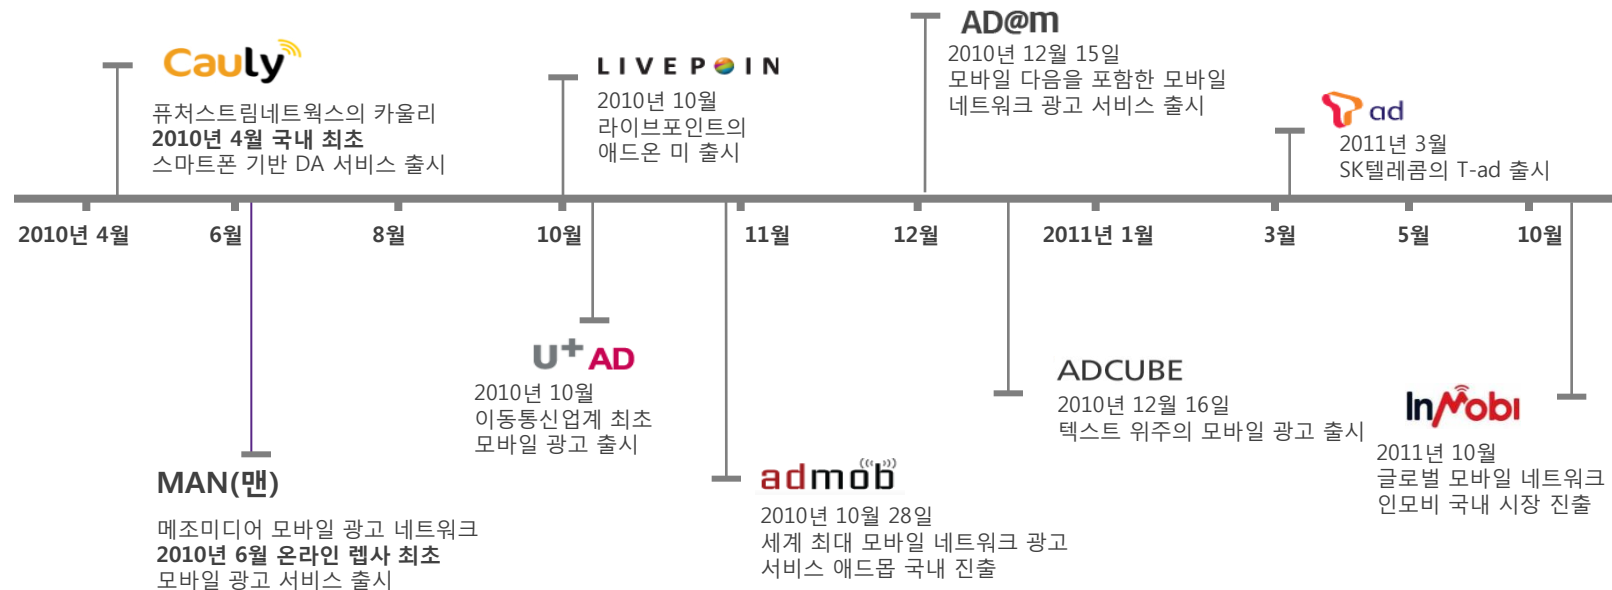 Cauly
퓨처스트림네트웍스의 카울리
2010년 4월 국내 최초
스마트폰 기반 DA 서비스 출시
LIVEPOIN
2010년 10월
라이브포인트의
애드온 미 출시
AD@m
2010년 12월 15일
모바일 다음을 포함한 모바일
네트워크 광고 서비스 출시
T ad
2011년 3월
SK텔레콤의 T-ad 출시
2010년 4월
6월
8월
10월
11월
12월
2011년 1월
3월
5월
10월
MAN(맨)
메조미디어 모바일 광고 네트워크
2010년 6월 온라인 렙사 최초
모바일 광고 서비스 출시
U+ AD
2010년 10월
이동통신업계 최초
모바일 광고 출시
admob
2010년 10월 28일
세계 최대 모바일 네트워크 광고
서비스 애드몹 국내 진출
ADCUBE
2010년 12월 16일
텍스트 위주의 모바일 광고 출시
InMobi
2011년 10월
글로벌 모바일 네트워크
인모비 국내 시장 진출